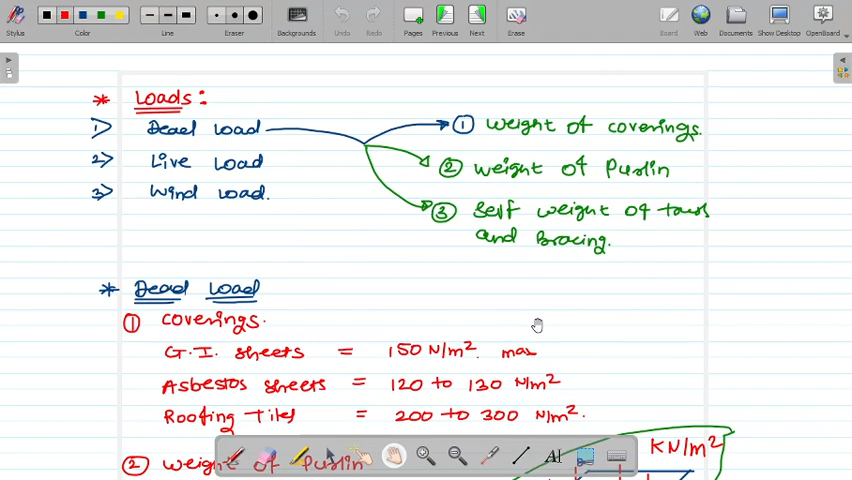 Stylus Color Line Eraser Backgrounds Undo Redo Pages Previous Next Erase Board Web Documents Show Desktop OpenBoard
* Loads:
1> Dead Load
2> Live Load
3> Wind Load.
① weight of coverings.
② weight of Purlin
③ Self weight of truss
and Bracing.
* Dead Load
① coverings.
G.I. sheets = 150 N/m². max
Asbestos sheets = 120 to 130 N/m²
Roofing Tiles = 200 to 300 N/m².
② weight of Purlin
KN/m²